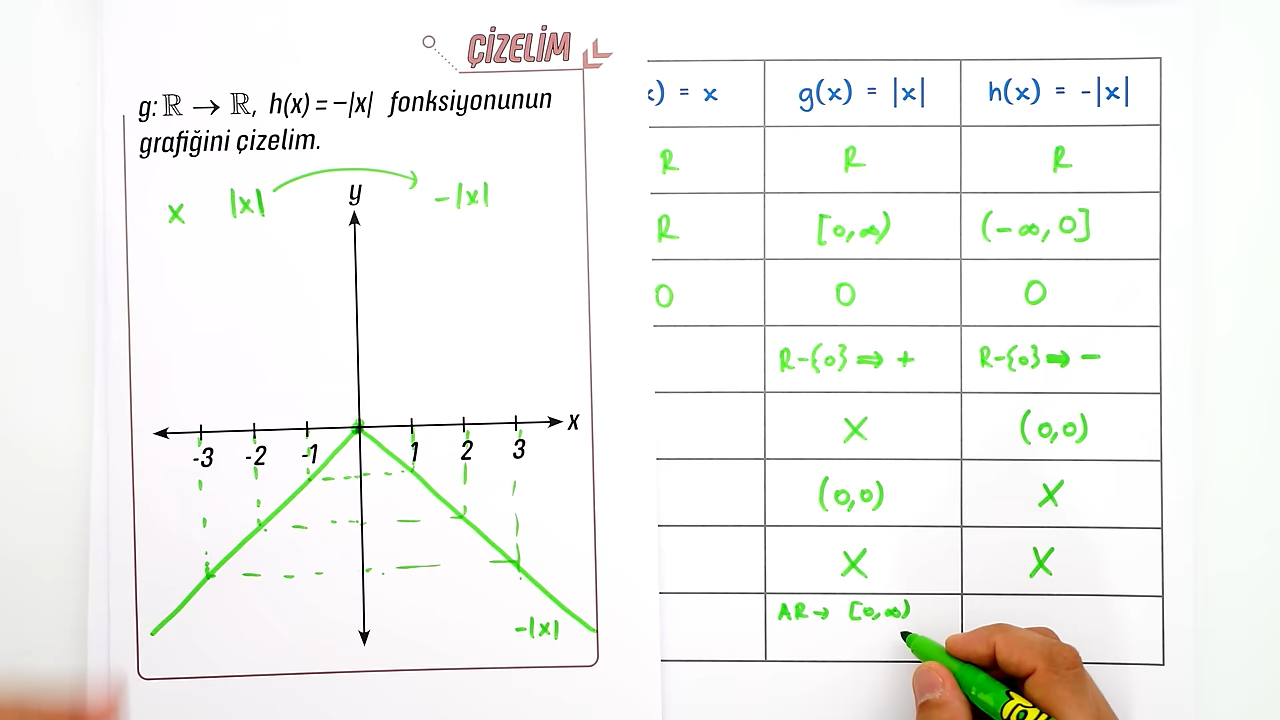 ÇİZELİM
g: ℝ → ℝ, h(x) = –|x| fonksiyonunun
grafiğini çizelim.
x |x| -|x|
y
x
-3 -2 -1 1 2 3
-|x|
x) = x g(x) = |x| h(x) = -|x|
R R R
R [0,∞) (-∞,0]
0 0 0
R-{0} ⇒ + R-{0} ⇒ -
X (0,0)
(0,0) X
X X
AR→ [0,∞)